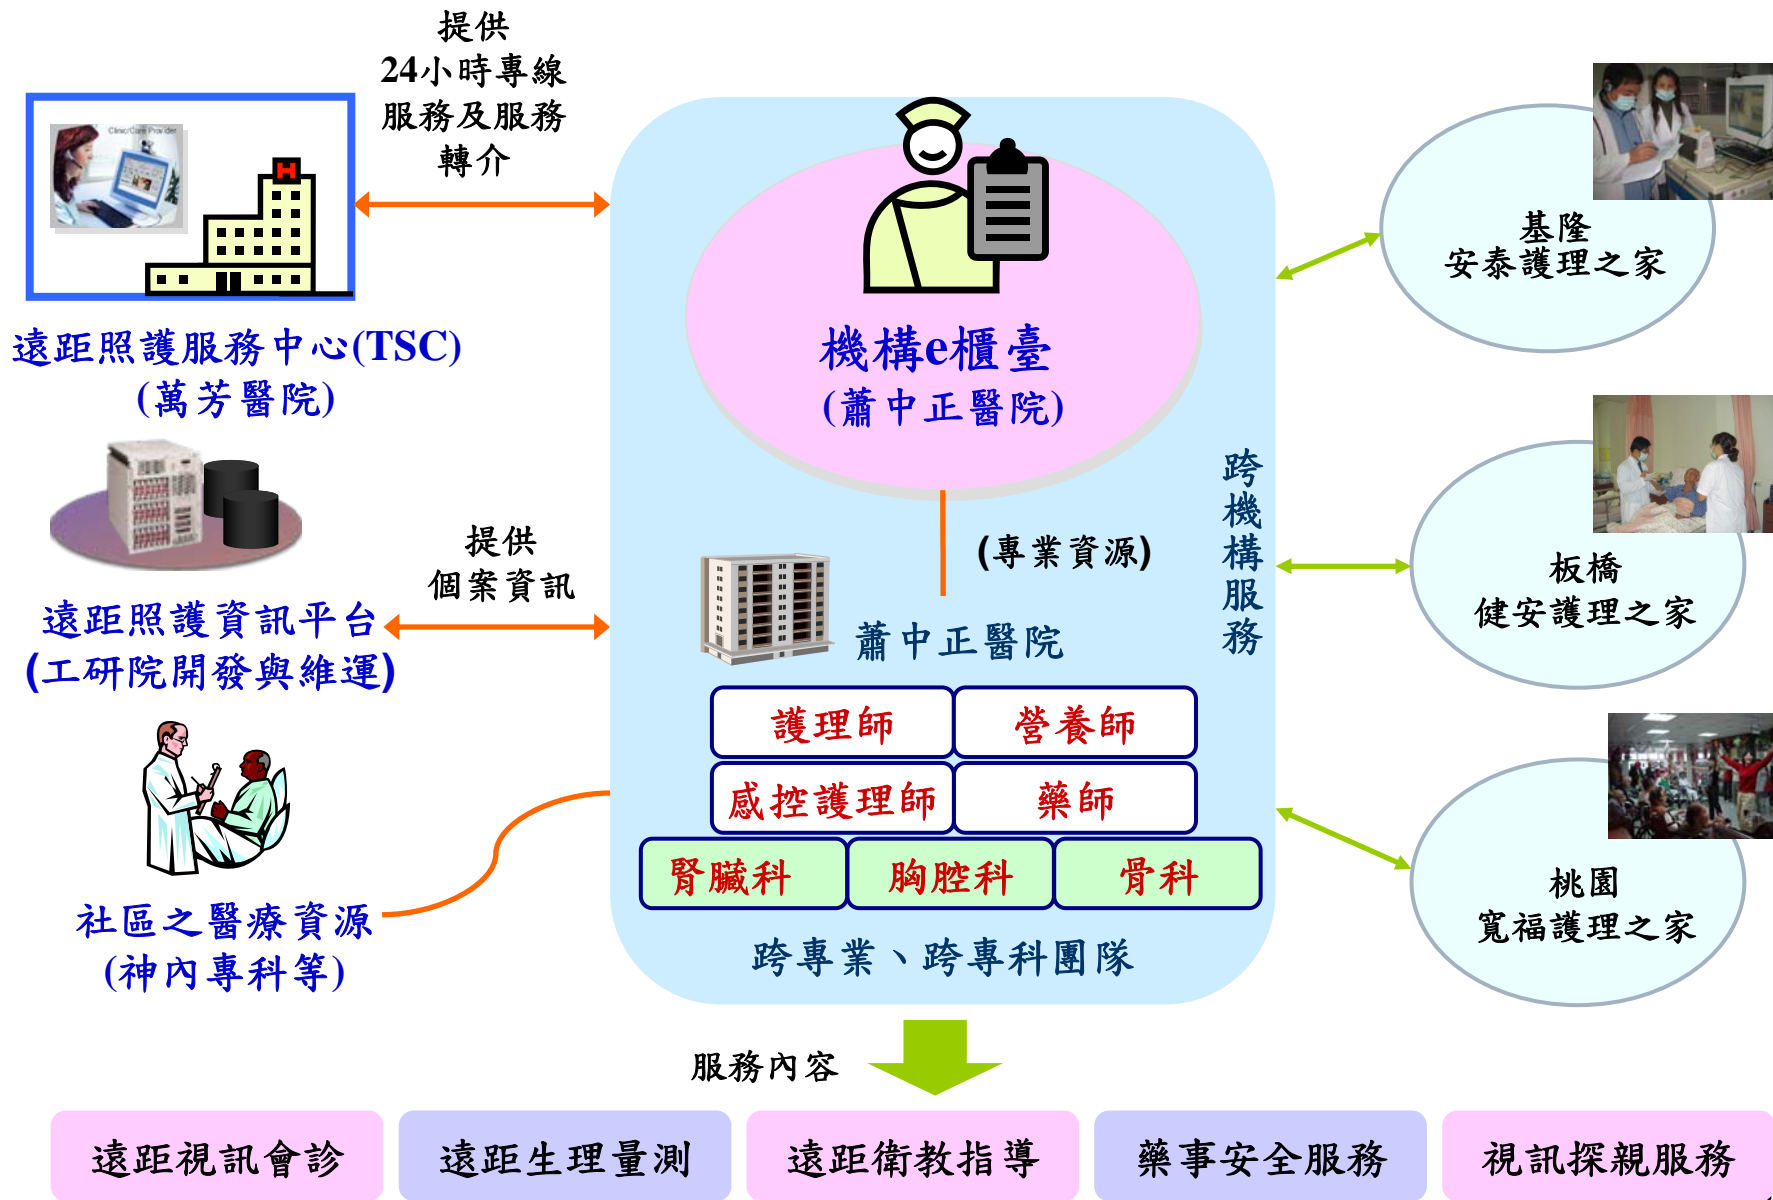 提供
24小時專線
服務及服務
轉介
Clinic/Care Provider
H
遠距照護服務中心(TSC)
(萬芳醫院)
提供
個案資訊
遠距照護資訊平台
(工研院開發與維運)
社區之醫療資源
(神內專科等)
機構e櫃臺
(蕭中正醫院)
(專業資源)
蕭中正醫院
護理師
營養師
感控護理師
藥師
腎臟科
胸腔科
骨科
跨專業、跨專科團隊
跨機構服務
基隆
安泰護理之家
板橋
健安護理之家
桃園
寬福護理之家
服務內容
遠距視訊會診
遠距生理量測
遠距衛教指導
藥事安全服務
視訊探親服務